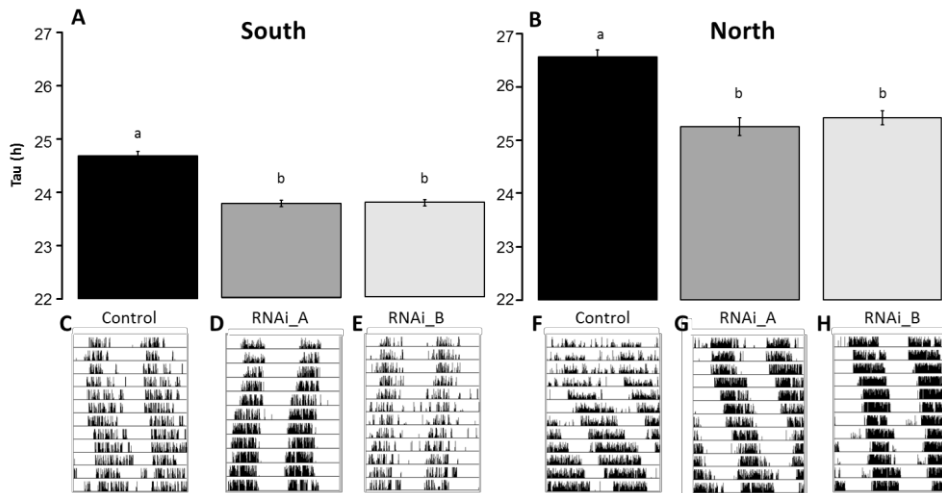 A
South
27
26
25
24
23
22
Tau (h)
a
b
b
B
North
27
26
25
24
23
22
a
b
b
C Control
D RNAi_A
E RNAi_B
F Control
G RNAi_A
H RNAi_B